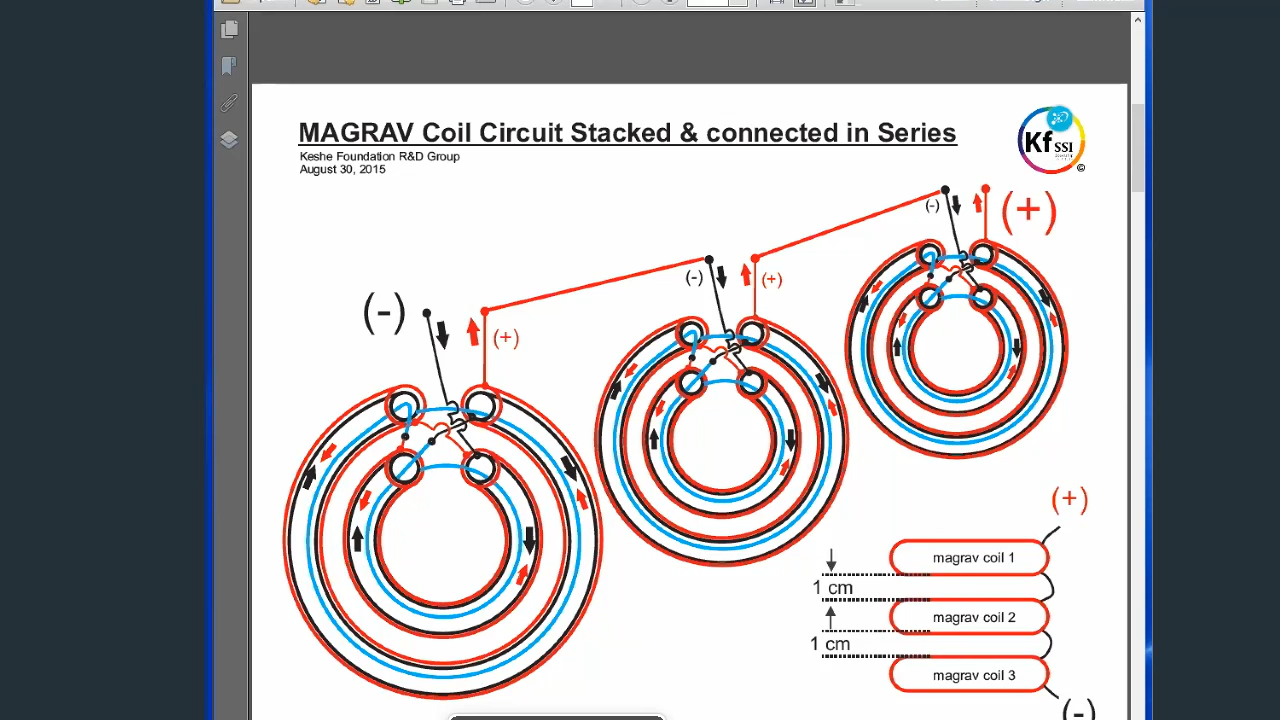 MAGRAV Coil Circuit Stacked & connected in Series
Keshe Foundation R&D Group
August 30, 2015
Kf SSI
©
(-)
(+)
(-)
(+)
(-)
(+)
(+)
magrav coil 1
1 cm
magrav coil 2
1 cm
magrav coil 3
(-)